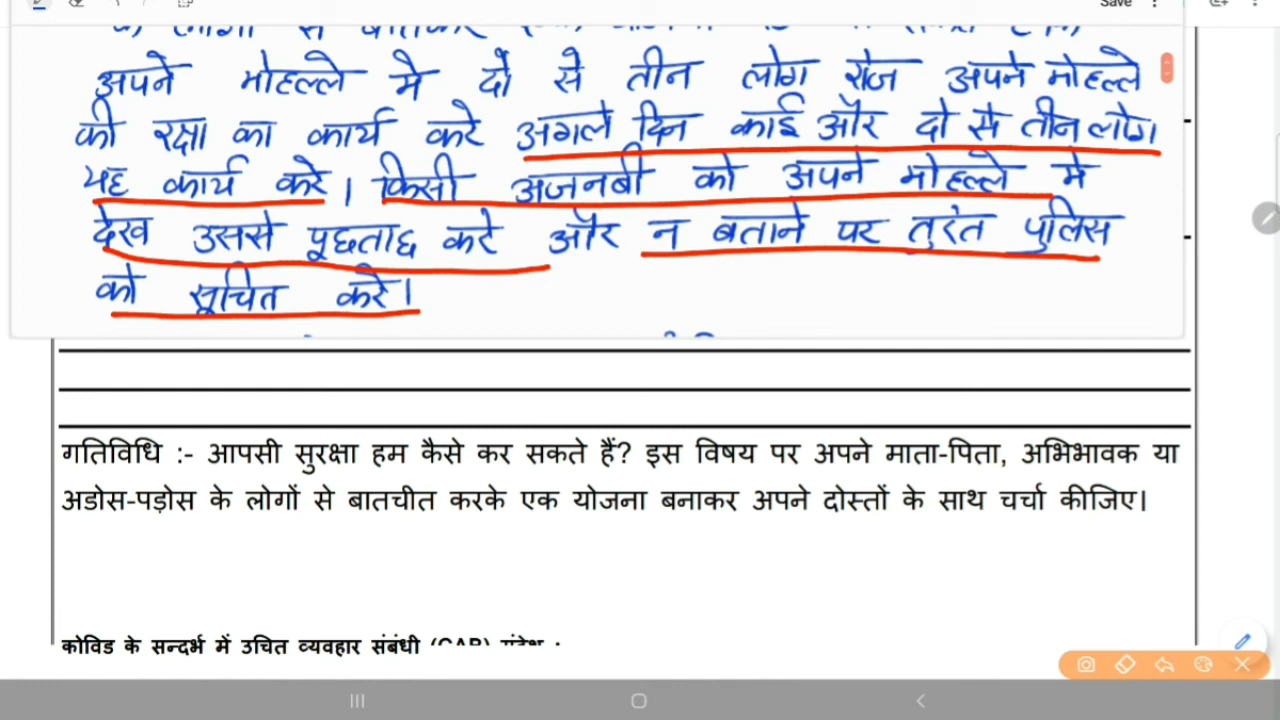 Save
अपने मोहल्ले मे दो से तीन लोग रोज अपने मोहल्ले
की रक्षा का कार्य करे अगले दिन काई और दो से तीन लोग
यह कार्य करे। किसी अजनबी को अपने मोहल्ले मे
देख उससे पूछताछ करे और न बताने पर तुरंत पुलिस
को सूचित करे।
गतिविधि :- आपसी सुरक्षा हम कैसे कर सकते हैं? इस विषय पर अपने माता-पिता, अभिभावक या
अडोस-पड़ोस के लोगों से बातचीत करके एक योजना बनाकर अपने दोस्तों के साथ चर्चा कीजिए।
कोविड के सन्दर्भ में उचित व्यवहार संबंधी (CAB) संदेश :